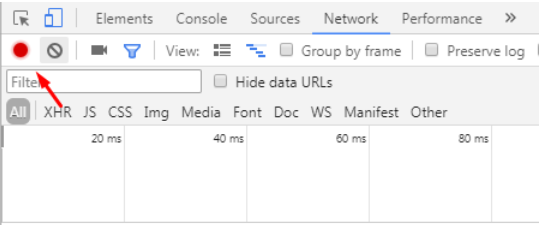 Elements Console Sources Network Performance »
View: Group by frame Preserve log
Filter Hide data URLs
All XHR JS CSS Img Media Font Doc WS Manifest Other
20 ms 40 ms 60 ms 80 ms